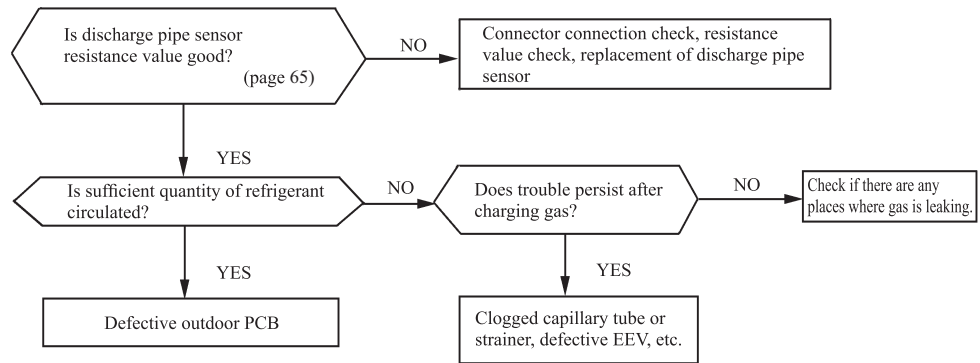 Is discharge pipe sensor
resistance value good?
(page 65)
NO
Connector connection check, resistance
value check, replacement of discharge pipe
sensor
YES
Is sufficient quantity of refrigerant
circulated?
NO
Does trouble persist after
charging gas?
NO
Check if there are any
places where gas is leaking.
YES
YES
Defective outdoor PCB
Clogged capillary tube or
strainer, defective EEV, etc.